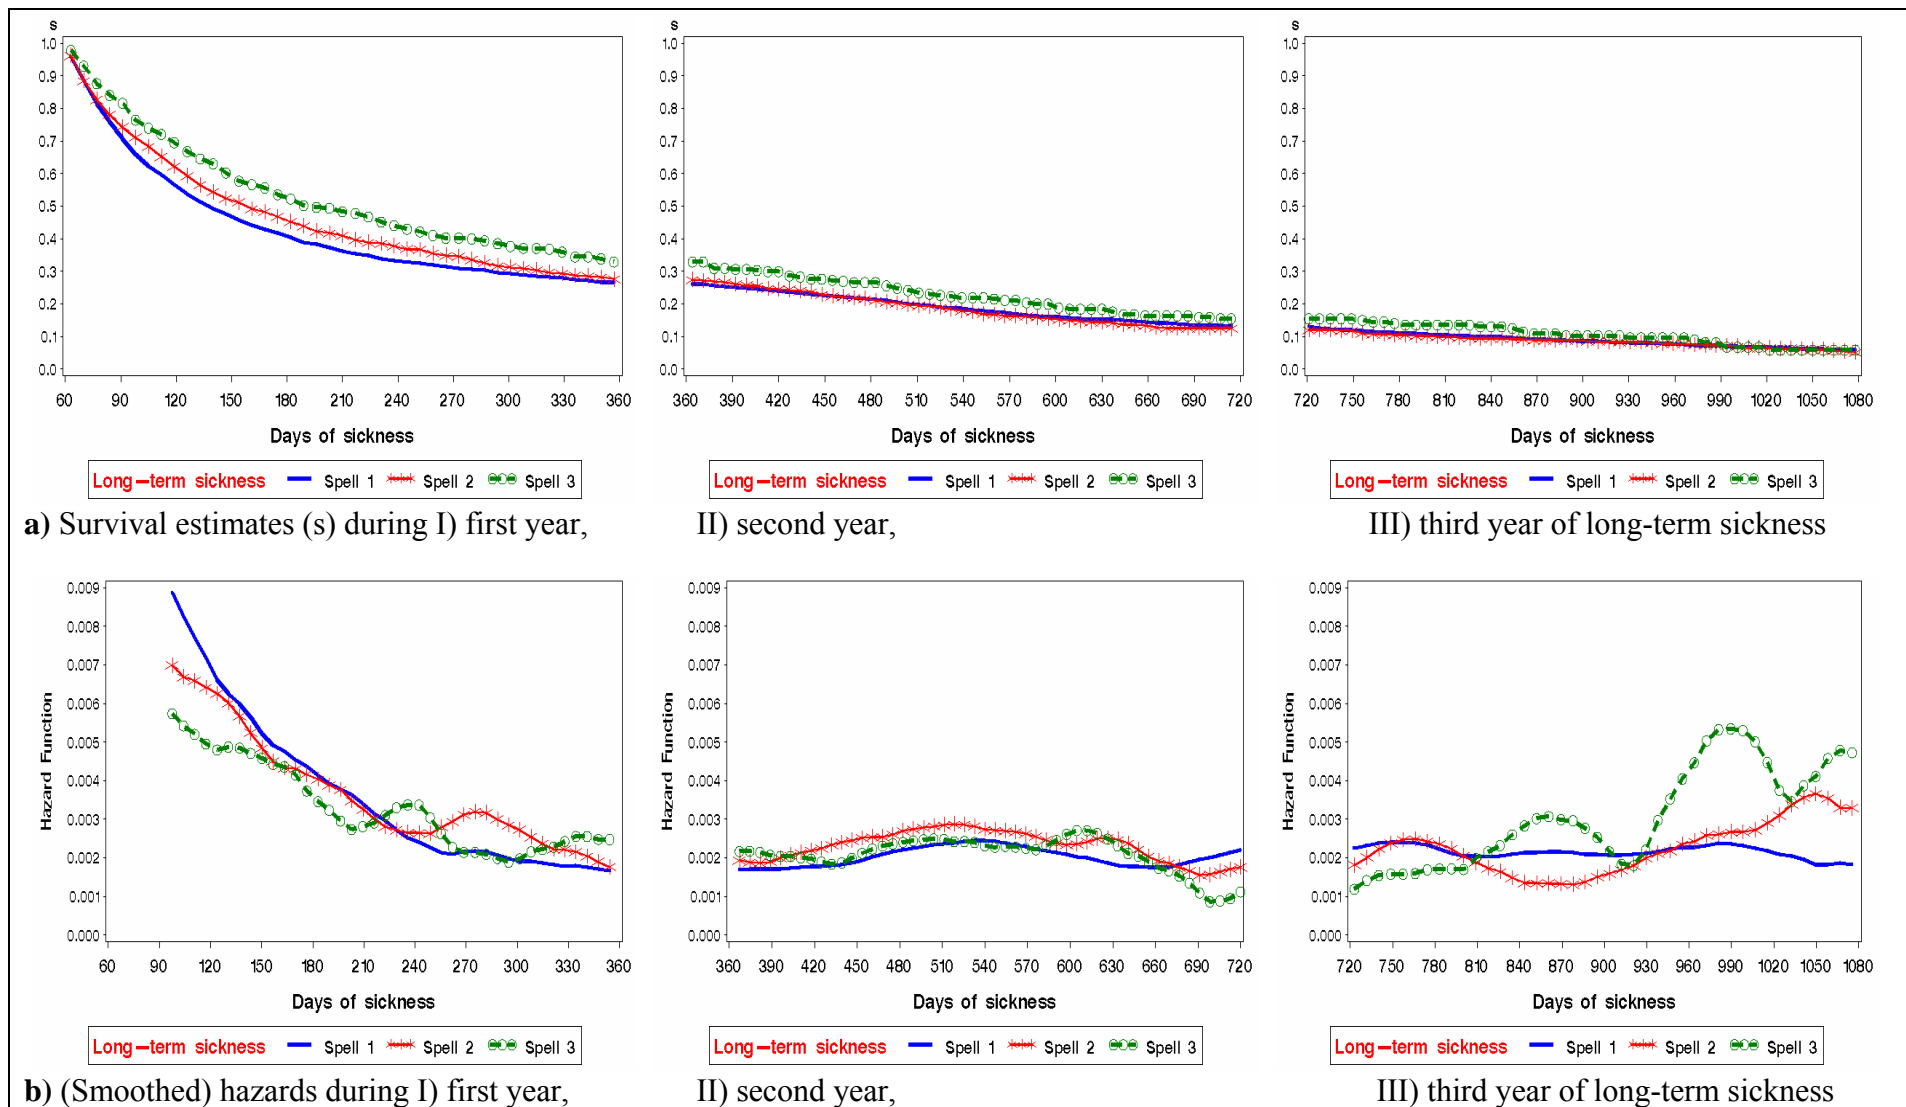 s
1.0
0.9
0.8
0.7
0.6
0.5
0.4
0.3
0.2
0.1
0.0
60 90 120 150 180 210 240 270 300 330 360
Days of sickness
Long-term sickness Spell 1 Spell 2 Spell 3
1.0
0.9
0.8
0.7
0.6
0.5
0.4
0.3
0.2
0.1
0.0
360 390 420 450 480 510 540 570 600 630 660 690 720
Days of sickness
Long-term sickness Spell 1 Spell 2 Spell 3
s
1.0
0.9
0.8
0.7
0.6
0.5
0.4
0.3
0.2
0.1
0.0
720 750 780 810 840 870 900 930 960 990 1020 1050 1080
Days of sickness
Long-term sickness Spell 1 Spell 2 Spell 3
a) Survival estimates (s) during I) first year, II) second year, III) third year of long-term sickness
Hazard Function
0.009
0.008
0.007
0.006
0.005
0.004
0.003
0.002
0.001
0.000
60 90 120 150 180 210 240 270 300 330 360
Days of sickness
Long-term sickness Spell 1 Spell 2 Spell 3
Hazard Function
0.009
0.008
0.007
0.006
0.005
0.004
0.003
0.002
0.001
0.000
360 390 420 450 480 510 540 570 600 630 660 690 720
Days of sickness
Long-term sickness Spell 1 Spell 2 Spell 3
Hazard Function
0.009
0.008
0.007
0.006
0.005
0.004
0.003
0.002
0.001
0.000
720 750 780 810 840 870 900 930 960 990 1020 1050 1080
Days of sickness
Long-term sickness Spell 1 Spell 2 Spell 3
b) (Smoothed) hazards during I) first year, II) second year, III) third year of long-term sickness